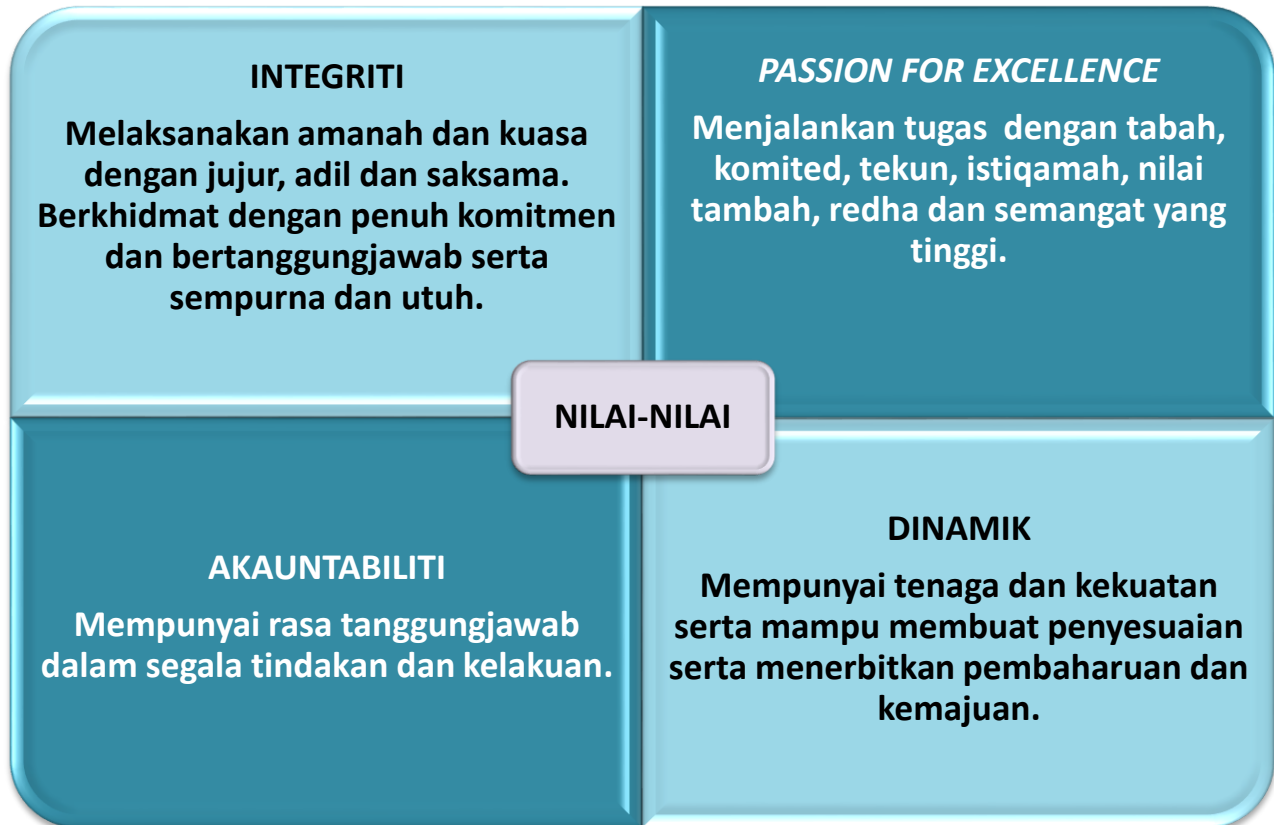 INTEGRITI
Melaksanakan amanah dan kuasa
dengan jujur, adil dan saksama.
Berkhidmat dengan penuh komitmen
dan bertanggungjawab serta
sempurna dan utuh.
PASSION FOR EXCELLENCE
Menjalankan tugas dengan tabah,
komited, tekun, istiqamah, nilai
tambah, redha dan semangat yang
tinggi.
NILAI-NILAI
AKAUNTABILITI
Mempunyai rasa tanggungjawab
dalam segala tindakan dan kelakuan.
DINAMIK
Mempunyai tenaga dan kekuatan
serta mampu membuat penyesuaian
serta menerbitkan pembaharuan dan
kemajuan.